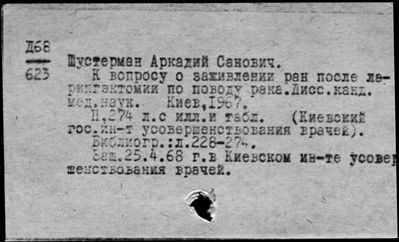 Д68
623
Шустерман Аркадий Санович.
К вопросу о заживлении ран после ла-
рингэктомии по поводу рака.Дисс.канд.
мед.наук. Киев,1967.
II,274 л.с илл.и табл. (Киевский
гос.ин-т усовершенствования врачей).
Библиогр.:л.228-274.
Защ.25.4.68 г.в Киевском ин-те усовер
шенствования врачей.